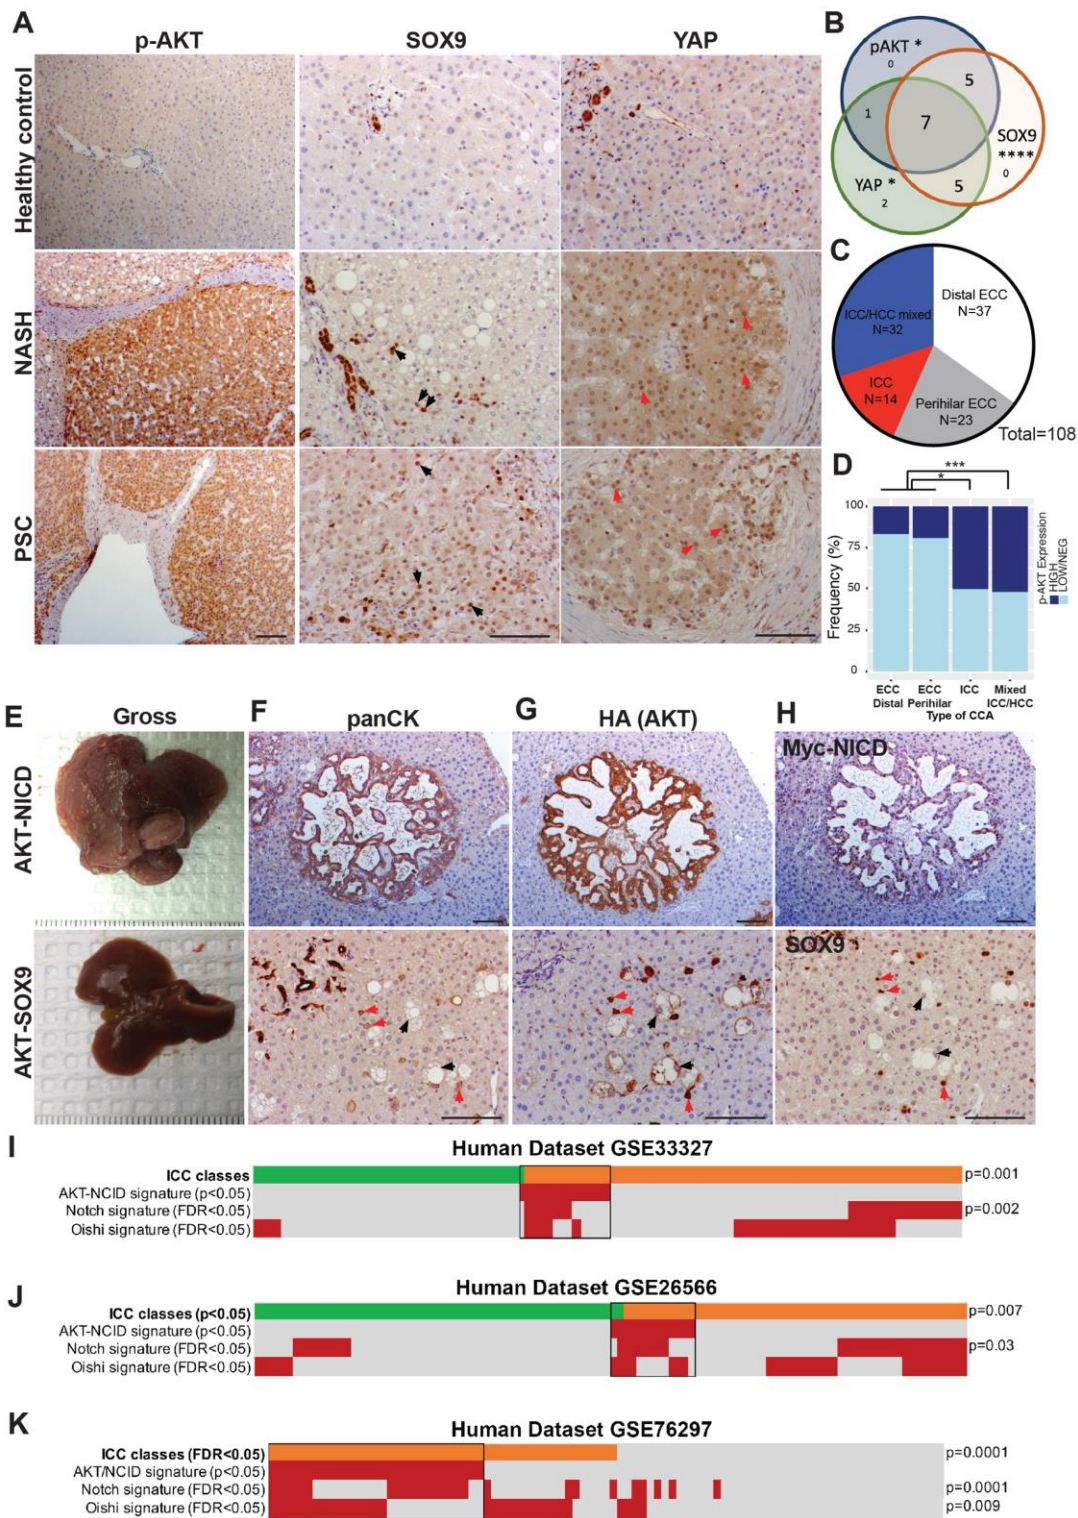 A
p-AKT
SOX9
YAP
Healthy control
NASH
PSC
B
pAKT *
0
5
1
7
SOX9
****
0
YAP *
2
5
C
Distal ECC
N=37
ICC/HCC mixed
N=32
ICC
N=14
Perihilar ECC
N=23
Total=108
D
***
*
100
75
50
25
0
Frequency (%)
p-AKT Expression
HIGH
LOW/NEG
ECC
Distal
ECC
Perihilar
ICC
Mixed
ICC/HCC
Type of CCA
E
Gross
F
panCK
G
HA (AKT)
H
Myc-NICD
AKT-NICD
AKT-SOX9
SOX9
I
Human Dataset GSE33327
ICC classes
p=0.001
AKT-NCID signature (p<0.05)
Notch signature (FDR<0.05)
p=0.002
Oishi signature (FDR<0.05)
J
Human Dataset GSE26566
ICC classes (p<0.05)
p=0.007
AKT-NCID signature (p<0.05)
Notch signature (FDR<0.05)
p=0.03
Oishi signature (FDR<0.05)
K
Human Dataset GSE76297
ICC classes (FDR<0.05)
p=0.0001
AKT/NCID signature (p<0.05)
Notch signature (FDR<0.05)
p=0.0001
Oishi signature (FDR<0.05)
p=0.009